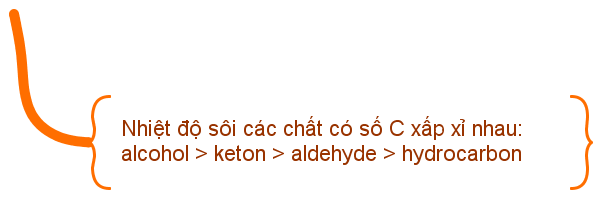 Nhiệt độ sôi các chất có số C xấp xỉ nhau:
alcohol > keton > aldehyde > hydrocarbon